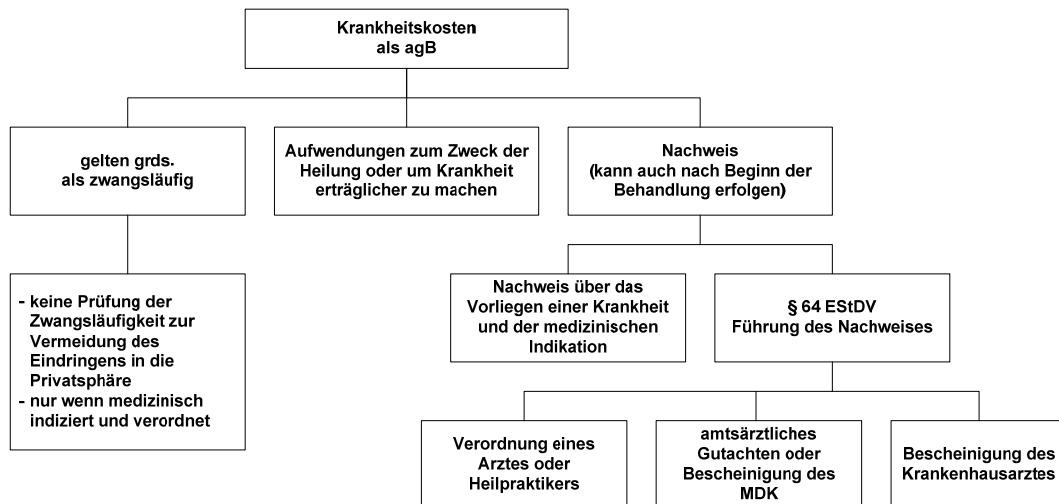 Krankheitskosten
als agB
gelten grds.
als zwangsläufig
Aufwendungen zum Zweck der
Heilung oder um Krankheit
erträglicher zu machen
Nachweis
(kann auch nach Beginn der
Behandlung erfolgen)
- keine Prüfung der
Zwangsläufigkeit zur
Vermeidung des
Eindringens in die
Privatsphäre
- nur wenn medizinisch
indiziert und verordnet
Nachweis über das
Vorliegen einer Krankheit
und der medizinischen
Indikation
§ 64 EStDV
Führung des Nachweises
Verordnung eines
Arztes oder
Heilpraktikers
amtsärztliches
Gutachten oder
Bescheinigung des
MDK
Bescheinigung des
Krankenhausarztes